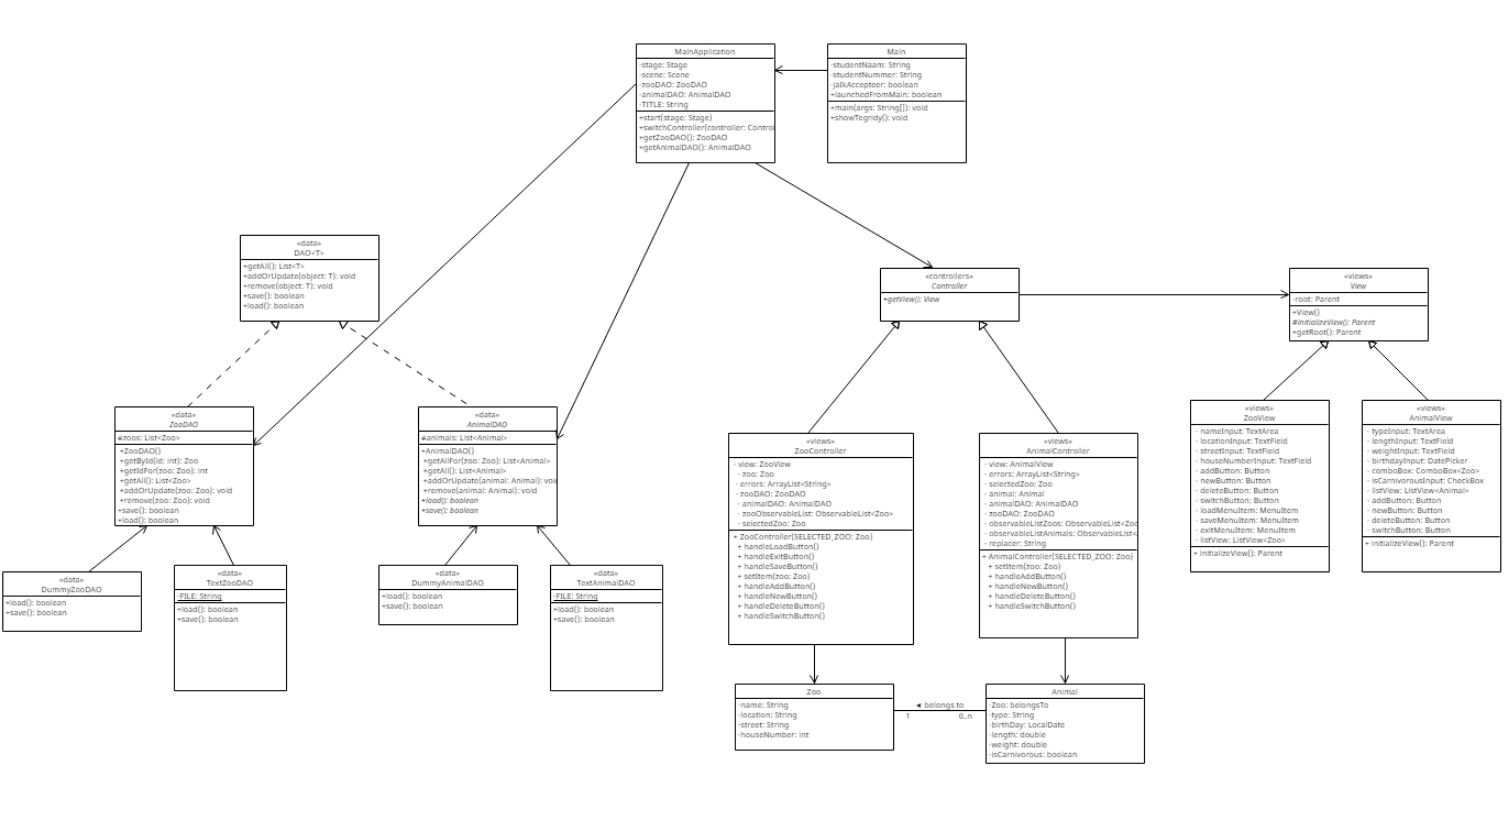 MainApplication
-stage: Stage
-scene: Scene
-zooDAO: ZooDAO
-animalDAO: AnimalDAO
-TITLE: String
+start(stage: Stage)
+switchController(controller: Control
+getZooDAO(): ZooDAO
+getAnimalDAO(): AnimalDAO
Main
-studentNaam: String
-studentNummer: String
-jaIkAccepteer: boolean
+launchedFromMain: boolean
+main(args: String[]): void
+showTegridy(): void
«data»
DAO<T>
+getAll(): List<T>
+addOrUpdate(object: T): void
+remove(object: T): void
+save(): boolean
+load(): boolean
«controllers»
Controller
+getView(): View
«views»
View
-root: Parent
+View()
#initializeView(): Parent
+getRoot(): Parent
«data»
ZooDAO
#zoos: List<Zoo>
+ZooDAO()
+getById(id: int): Zoo
+getIdFor(zoo: Zoo): int
+getAll(): List<Zoo>
+addOrUpdate(zoo: Zoo): void
+remove(zoo: Zoo): void
+save(): boolean
+load(): boolean
«data»
AnimalDAO
#animals: List<Animal>
+AnimalDAO()
+getAllFor(zoo: Zoo): List<Animal>
+getAll(): List<Animal>
+addOrUpdate(animal: Animal): voi
+remove(animal: Animal): void
+load(): boolean
+save(): boolean
«views»
ZooController
- view: ZooView
- zoo: Zoo
- errors: ArrayList<String>
- zooDAO: ZooDAO
- animalDAO: AnimalDAO
- zooObservableList: ObservableList<Zoo>
- selectedZoo: Zoo
+ ZooController(SELECTED_ZOO: Zoo)
+ handleLoadButton()
+ handleExitButton()
+ handleSaveButton()
+ setItem(zoo: Zoo)
+ handleAddButton()
+ handleNewButton()
+ handleDeleteButton()
+ handleSwitchButton()
«views»
AnimalController
- view: AnimalView
- errors: ArrayList<String>
- selectedZoo: Zoo
- animal: Animal
- animalDAO: AnimalDAO
- zooDAO: ZooDAO
- observableListZoos: ObservableList<Zoo
- observableListAnimals: ObservableList<
- replacer: String
+ AnimalController(SELECTED_ZOO: Zoo)
+ setItem(zoo: Zoo)
+ handleAddButton()
+ handleNewButton()
+ handleDeleteButton()
+ handleSwitchButton()
«views»
ZooView
- nameInput: TextArea
- locationInput: TextField
- streetInput: TextField
- houseNumberInput: TextField
- addButton: Button
- newButton: Button
- deleteButton: Button
- switchButton: Button
- loadMenuItem: MenuItem
- saveMenuItem: MenuItem
- exitMenuItem: MenuItem
- listView: ListView<Zoo>
+ initializeView(): Parent
«views»
AnimalView
- typeInput: TextArea
- lengthInput: TextField
- weightInput: TextField
- birthdayInput: DatePicker
- comboBox: ComboBox<Zoo>
- isCarnivorousInput: CheckBox
- listView: ListView<Animal>
- addButton: Button
- newButton: Button
- deleteButton: Button
- switchButton: Button
+ initializeView(): Parent
«data»
DummyZooDAO
+load(): boolean
+save(): boolean
«data»
TextZooDAO
-FILE: String
+load(): boolean
+save(): boolean
«data»
DummyAnimalDAO
+load(): boolean
+save(): boolean
«data»
TextAnimalDAO
-FILE: String
+load(): boolean
+save(): boolean
Zoo
-name: String
-location: String
-street: String
-houseNumber: int
◄ belongs to
1 0..n
Animal
-Zoo: belongsTo
-type: String
-birthDay: LocalDate
-length: double
-weight: double
-isCarnivorous: boolean